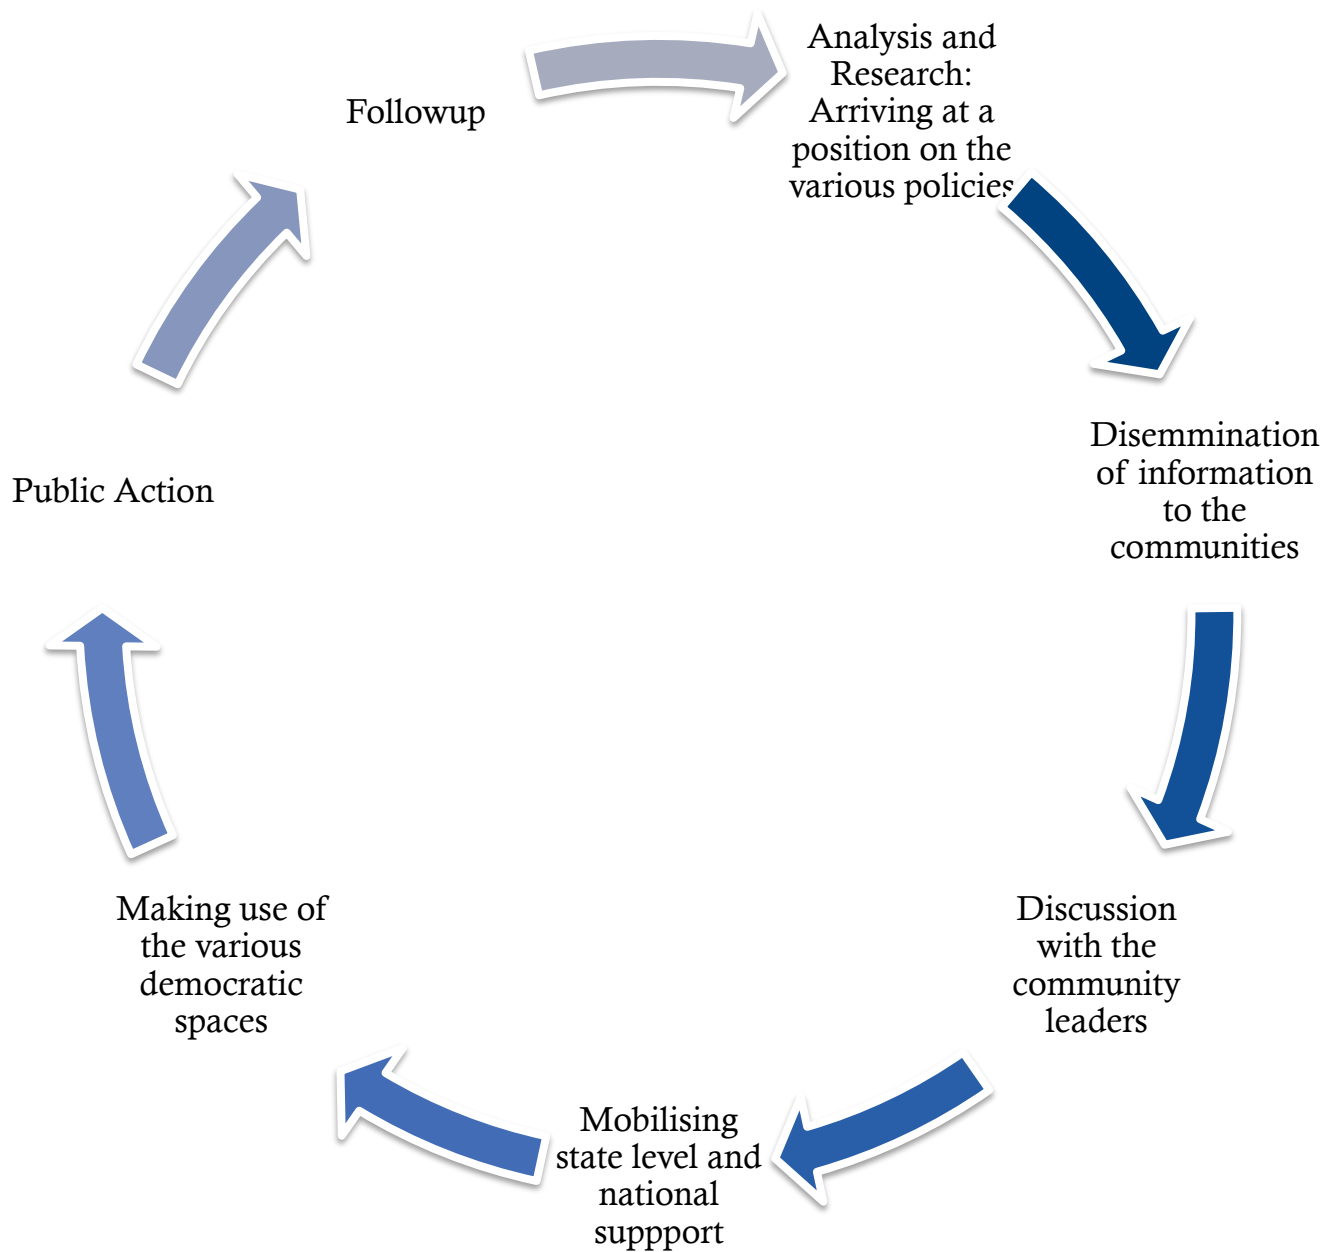 Analysis and
Research:
Arriving at a
position on the
various policies
Disemmination
of information
to the
communities
Discussion
with the
community
leaders
Mobilising
state level and
national
suppport
Making use of
the various
democratic
spaces
Public Action
Followup